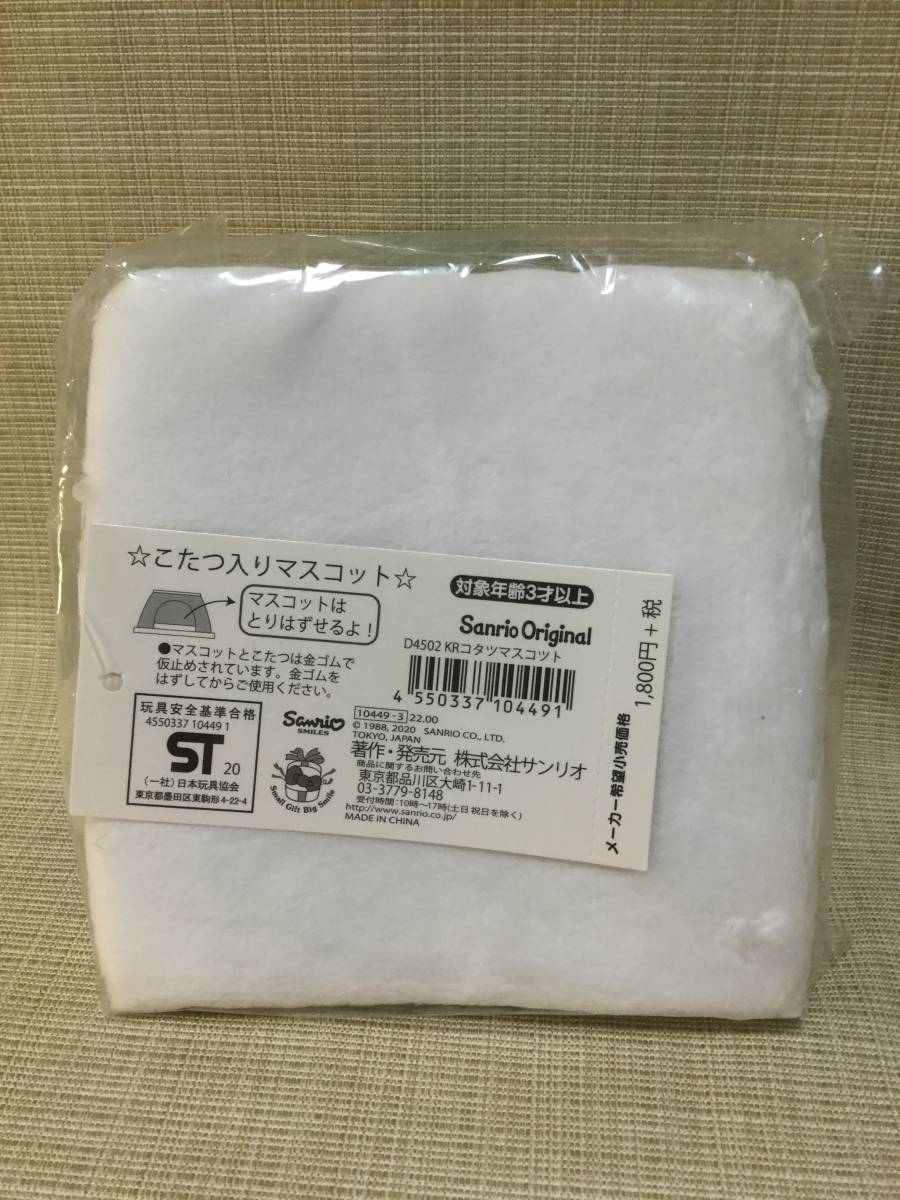 ☆こたつ入りマスコット☆
対象年齢3才以上
マスコットは
とりはずせるよ！
●マスコットとこたつは金ゴムで
仮止めされています。金ゴムを
はずしてからご使用ください。
Sanrio Original
D4502 KRコタツマスコツト
4 550337 104491
玩具安全基準合格
4550337 10449 1
ST 20
(一社)日本玩具協会
東京都墨田区東駒形4-22-4
Sanrio
SMILES
Small Gift Big Smile
10449-3 22.00
© 1988, 2020 SANRIO CO., LTD.
TOKYO, JAPAN
著作・発売元 株式会社サンリオ
商品に関するお問い合わせ先
東京都品川区大崎1-11-1
03-3779-8148
受付時間:10時〜17時(土日祝日を除く)
http://www.sanrio.co.jp/
MADE IN CHINA
メーカー希望小売価格 1,800円+税